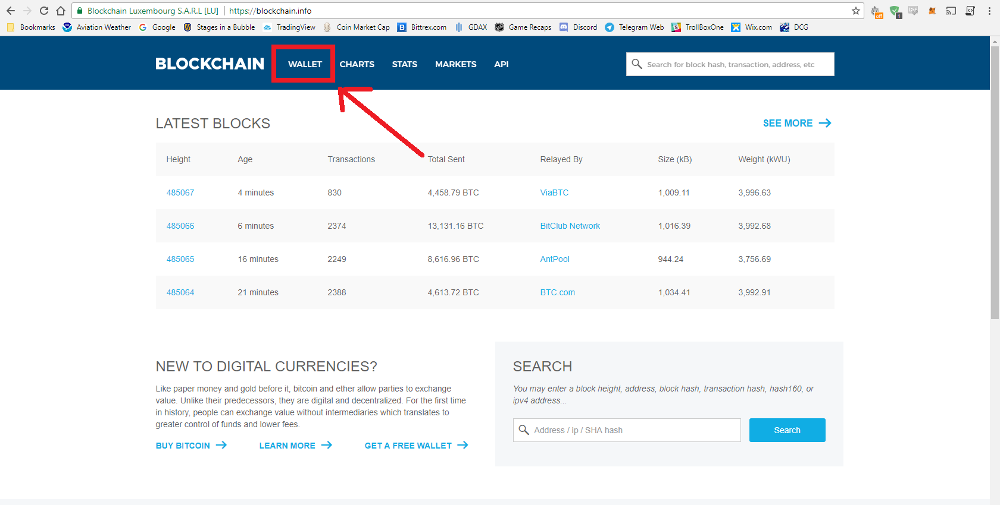 Blockchain Luxembourg S.A.R.L [LU] https://blockchain.info
off 1 CSF
Bookmarks Aviation Weather Google Stages in a Bubble TradingView Coin Market Cap Bittrex.com GDAX Game Recaps Discord Telegram Web TrollBoxOne Wix.com DCG
BLOCKCHAIN WALLET CHARTS STATS MARKETS API Search for block hash, transaction, address, etc
LATEST BLOCKS SEE MORE
Height Age Transactions Total Sent Relayed By Size (kB) Weight (kWU)
485067 4 minutes 830 4,458.79 BTC ViaBTC 1,009.11 3,996.63
485066 6 minutes 2374 13,131.16 BTC BitClub Network 1,016.39 3,992.68
485065 16 minutes 2249 8,616.96 BTC AntPool 944.24 3,756.69
485064 21 minutes 2388 4,613.72 BTC BTC.com 1,034.41 3,992.91
NEW TO DIGITAL CURRENCIES?
Like paper money and gold before it, bitcoin and ether allow parties to exchange
value. Unlike their predecessors, they are digital and decentralized. For the first time
in history, people can exchange value without intermediaries which translates to
greater control of funds and lower fees.
BUY BITCOIN LEARN MORE GET A FREE WALLET
SEARCH
You may enter a block height, address, block hash, transaction hash, hash160, or
ipv4 address...
Address / ip / SHA hash Search